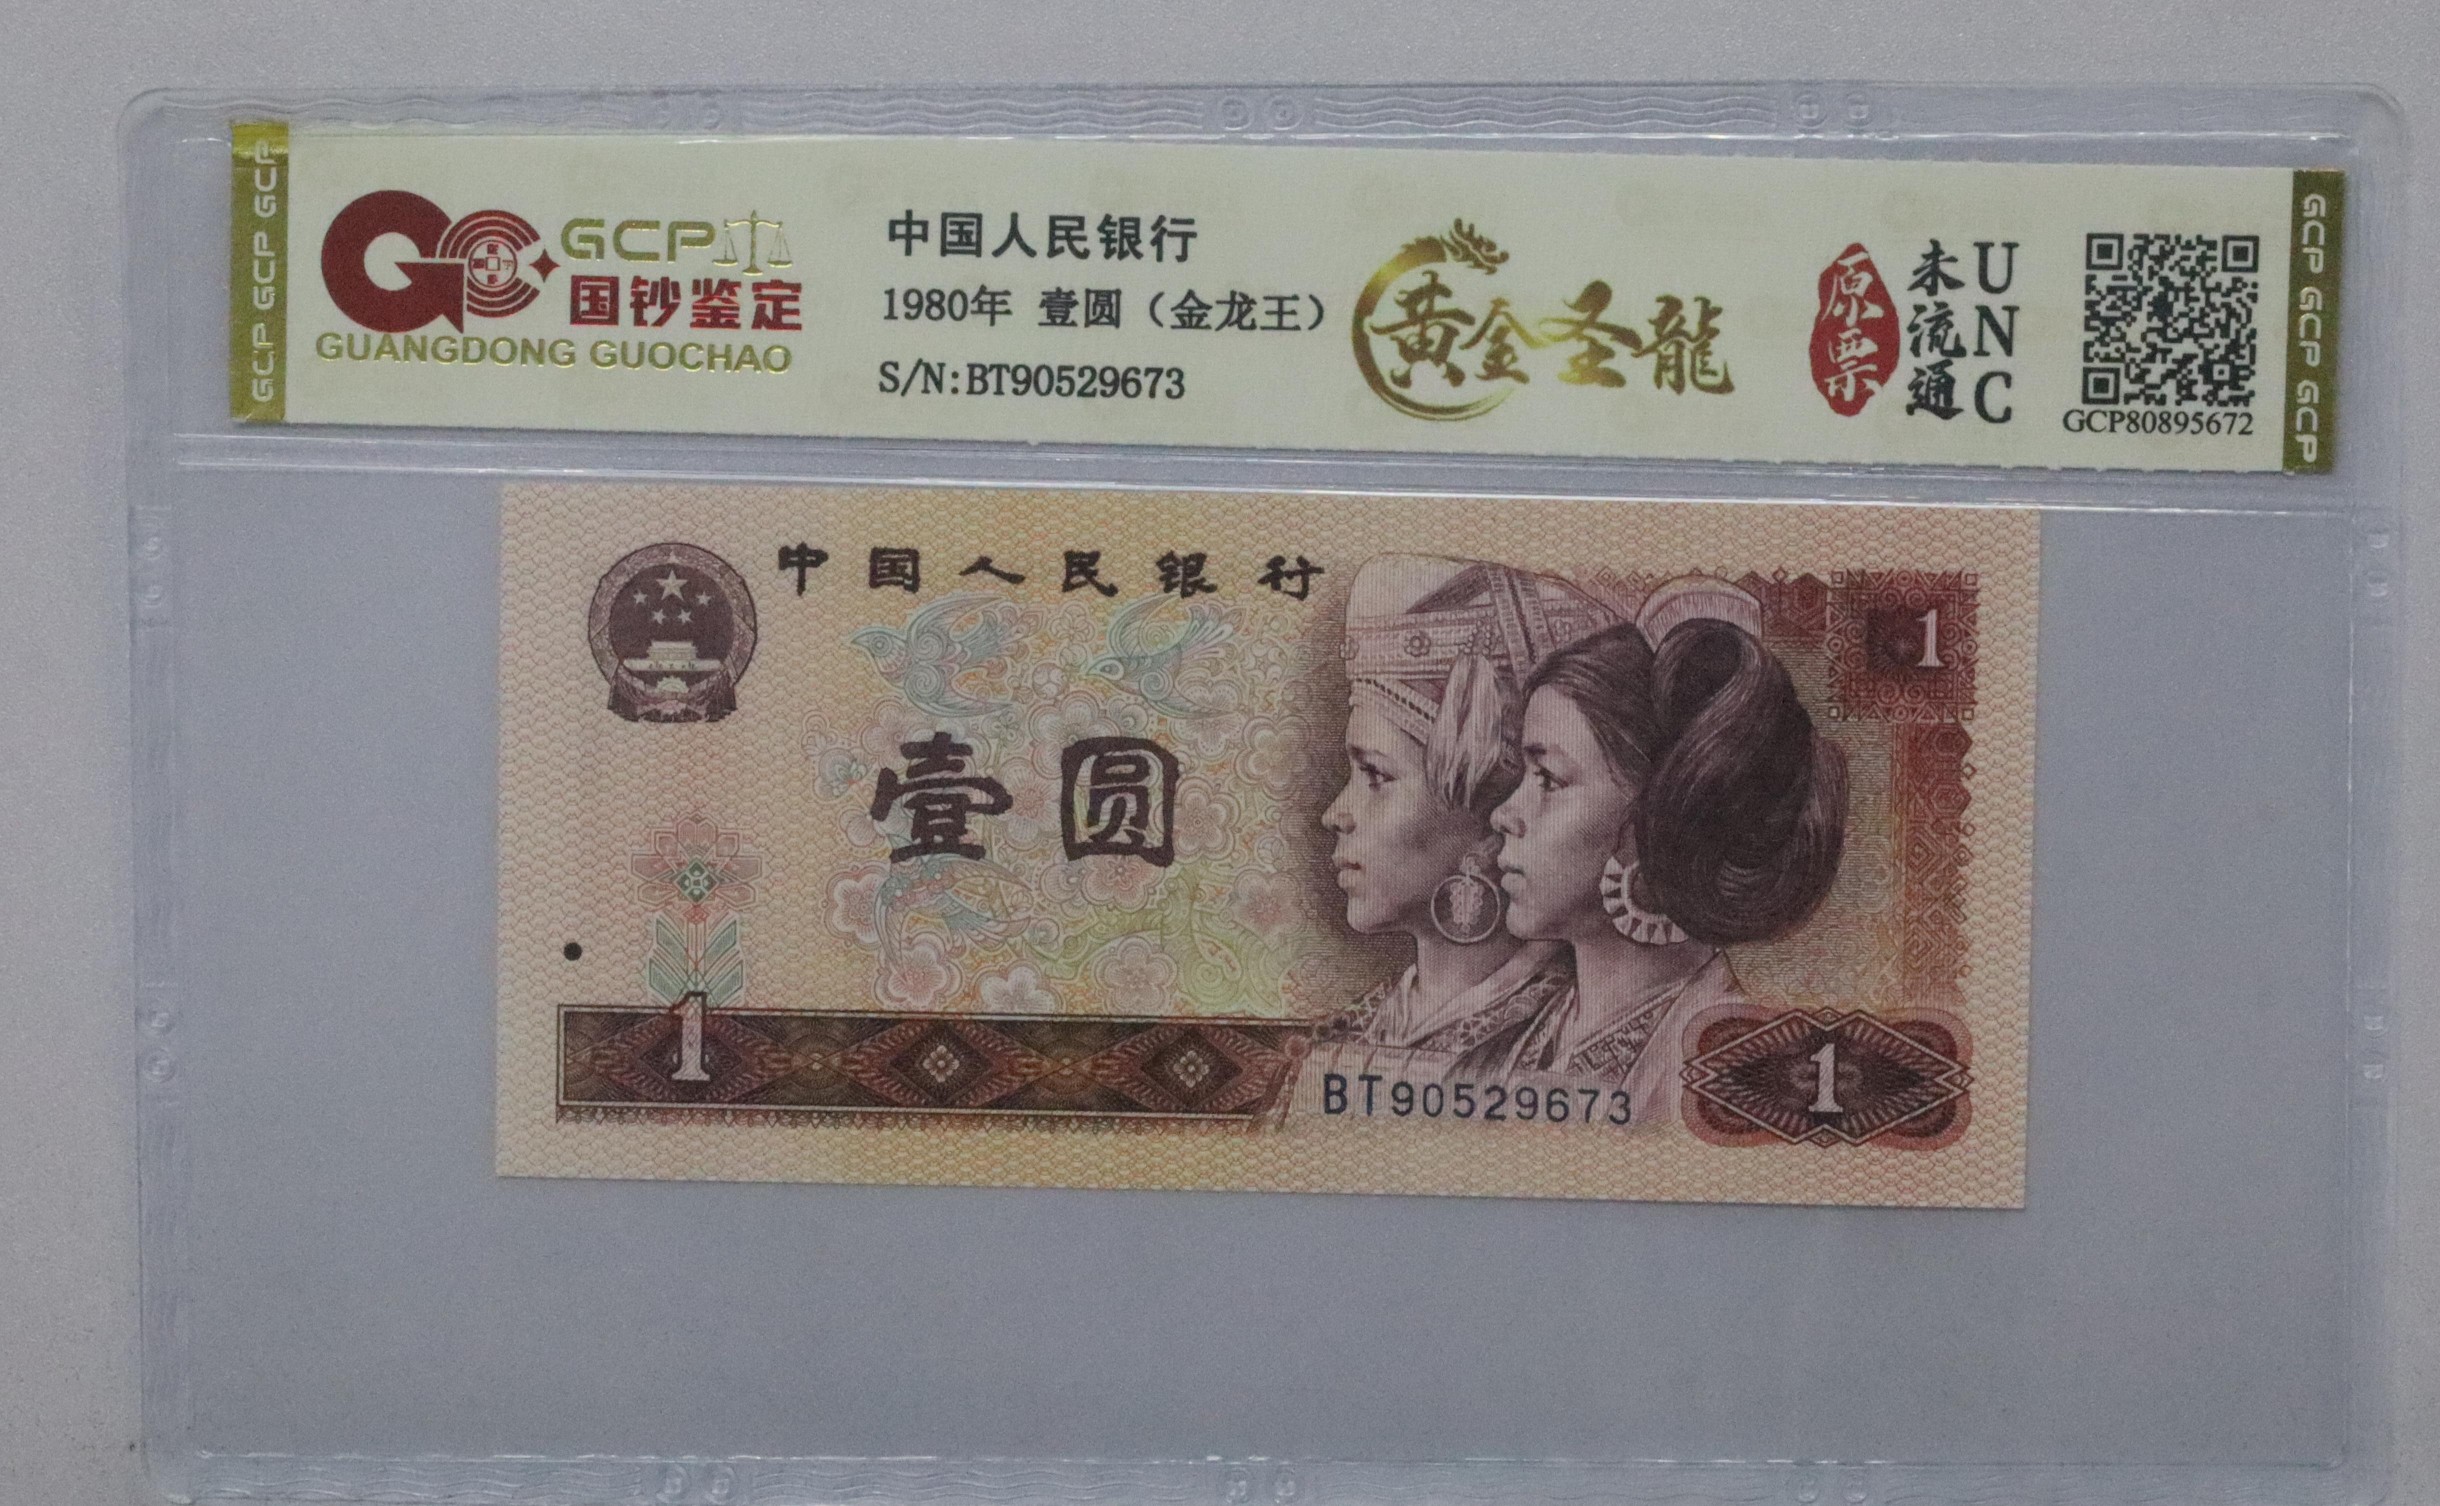 GCP GCP GCP
GCP
国钞鉴定
GUANGDONG GUOCHAO
中国人民银行
1980年 壹圆（金龙王）
S/N:BT90529673
黄金圣龍
原票
未流通
UNC
GCP80895672
GCP GCP GCP
中国人民银行
1
壹圆
1
BT90529673
1